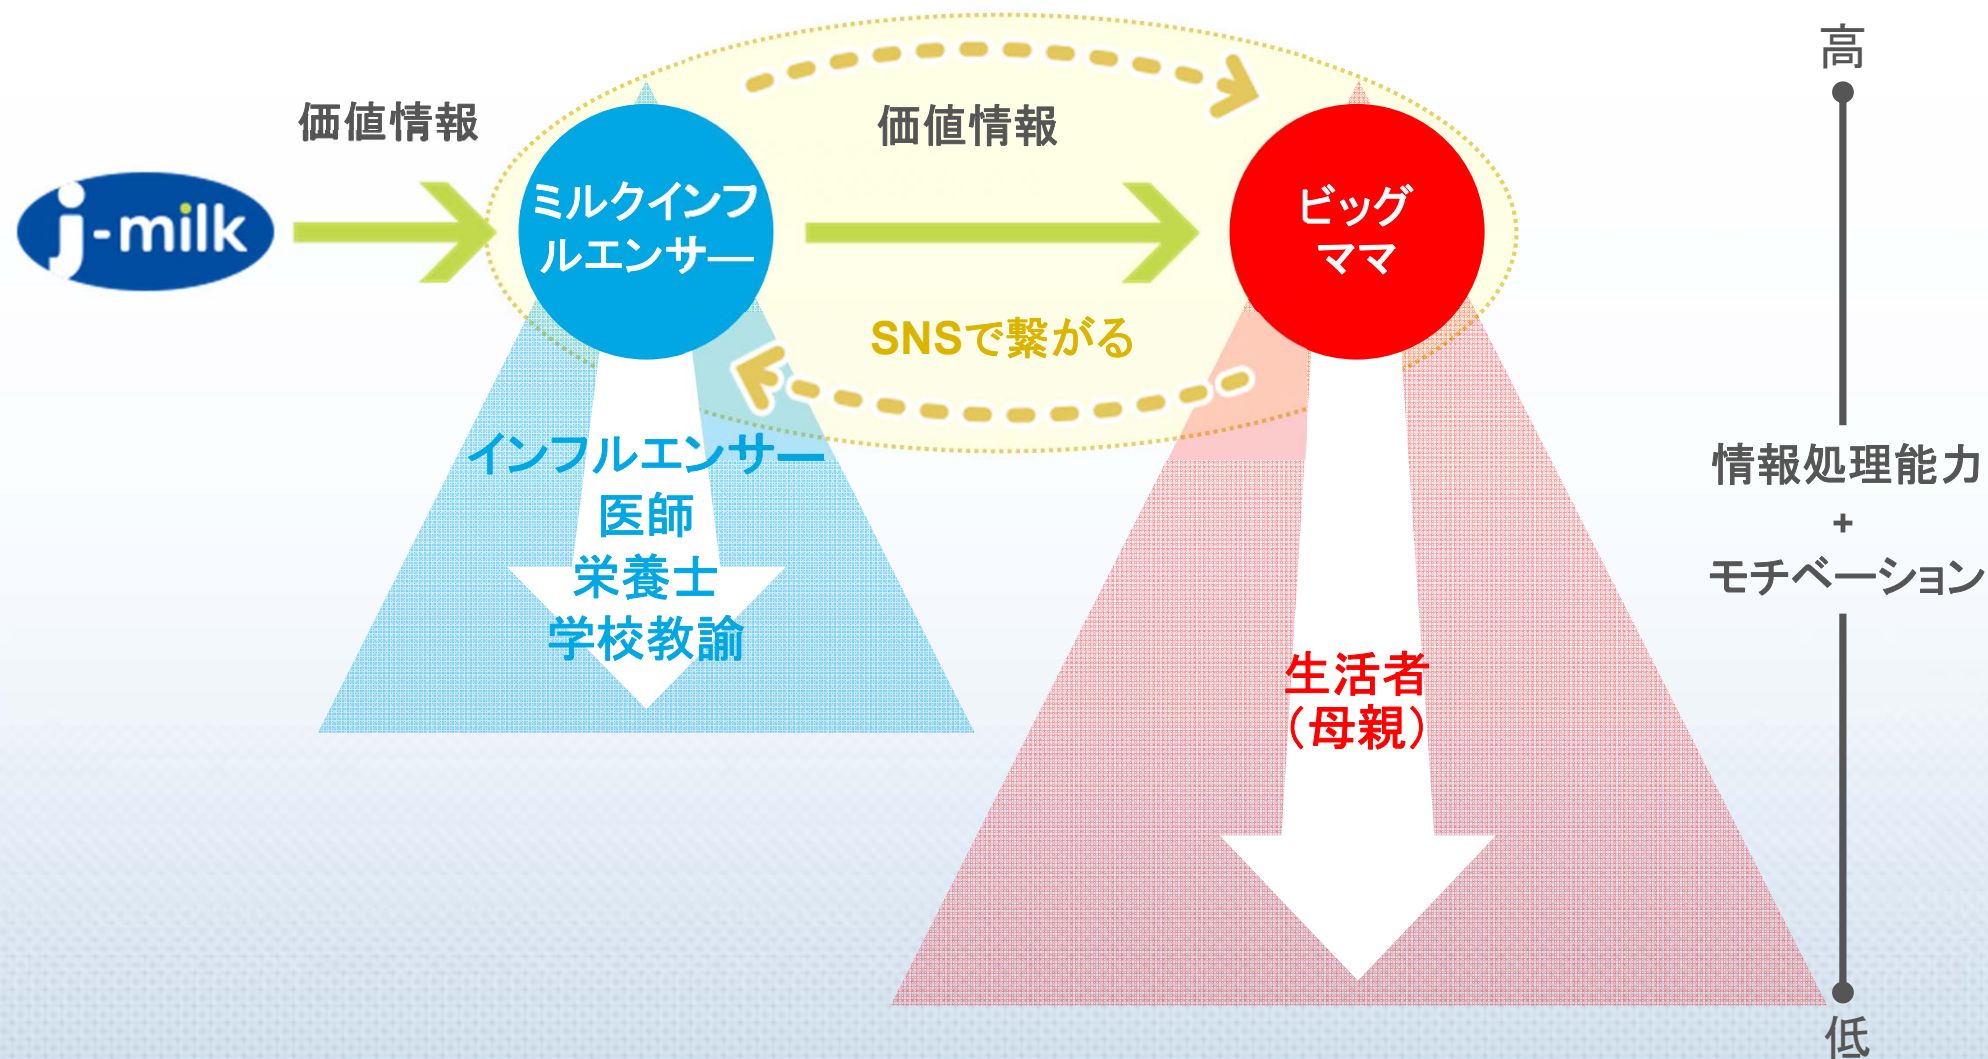 高
価値情報
価値情報
j-milk
ミルクインフ
ルエンサー
ビッグ
ママ
SNSで繋がる
インフルエンサー
医師
栄養士
学校教諭
情報処理能力
+
モチベーション
生活者
（母親）
低